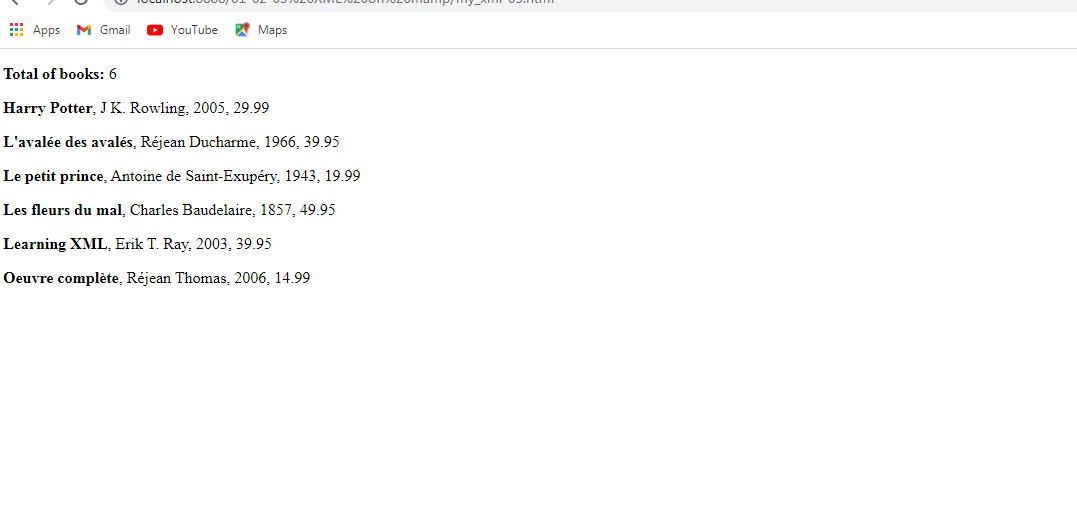 Apps Gmail YouTube Maps
Total of books: 6
Harry Potter, J K. Rowling, 2005, 29.99
L'avalée des avalés, Réjean Ducharme, 1966, 39.95
Le petit prince, Antoine de Saint-Exupéry, 1943, 19.99
Les fleurs du mal, Charles Baudelaire, 1857, 49.95
Learning XML, Erik T. Ray, 2003, 39.95
Oeuvre complète, Réjean Thomas, 2006, 14.99